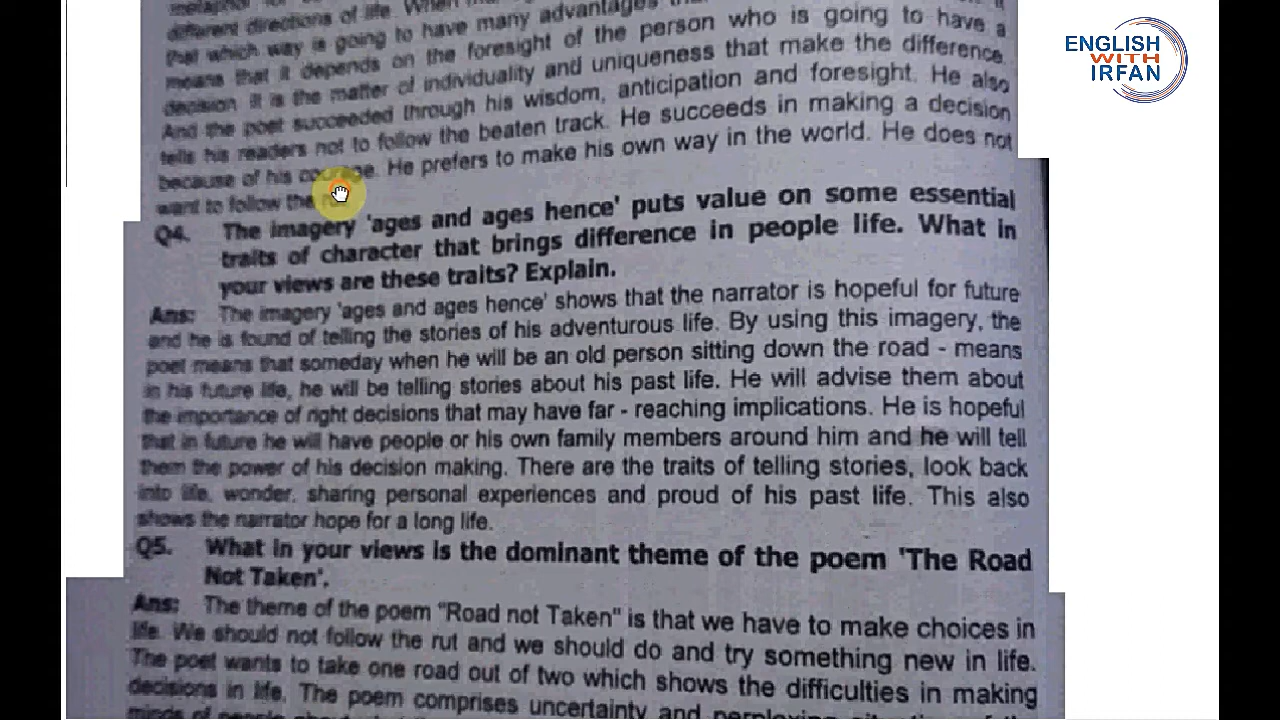 different directions of life. When
that which way is going to have many advantages
means that it depends on the foresight of the person who is going to have a
decision. It is the matter of individuality and uniqueness that make the difference.
And the poet succeeded through his wisdom, anticipation and foresight. He also
tells his readers not to follow the beaten track. He succeeds in making a decision
because of his courage. He prefers to make his own way in the world. He does not
want to follow the
Q4. The imagery 'ages and ages hence' puts value on some essential
traits of character that brings difference in people life. What in
your views are these traits? Explain.
Ans: The imagery 'ages and ages hence' shows that the narrator is hopeful for future
and he is found of telling the stories of his adventurous life. By using this imagery, the
poet means that someday when he will be an old person sitting down the road - means
in his future life, he will be telling stories about his past life. He will advise them about
the importance of right decisions that may have far - reaching implications. He is hopeful
that in future he will have people or his own family members around him and he will tell
them the power of his decision making. There are the traits of telling stories, look back
into life, wonder, sharing personal experiences and proud of his past life. This also
shows the narrator hope for a long life.
Q5. What in your views is the dominant theme of the poem 'The Road
Not Taken'.
Ans: The theme of the poem "Road not Taken" is that we have to make choices in
life. We should not follow the rut and we should do and try something new in life.
The poet wants to take one road out of two which shows the difficulties in making
decisions in life. The poem comprises uncertainty and
ENGLISH
WITH
IRFAN